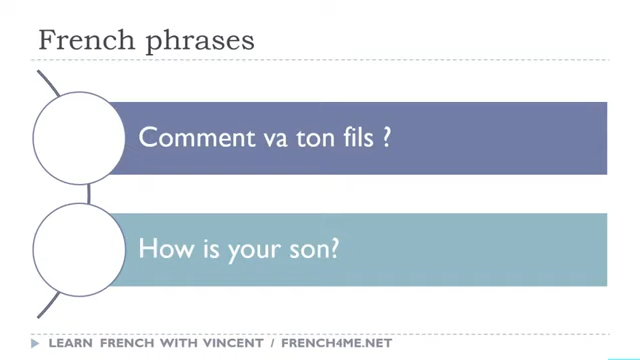 French phrases
Comment va ton fils ?
How is your son?
LEARN FRENCH WITH VINCENT / FRENCH4ME.NET